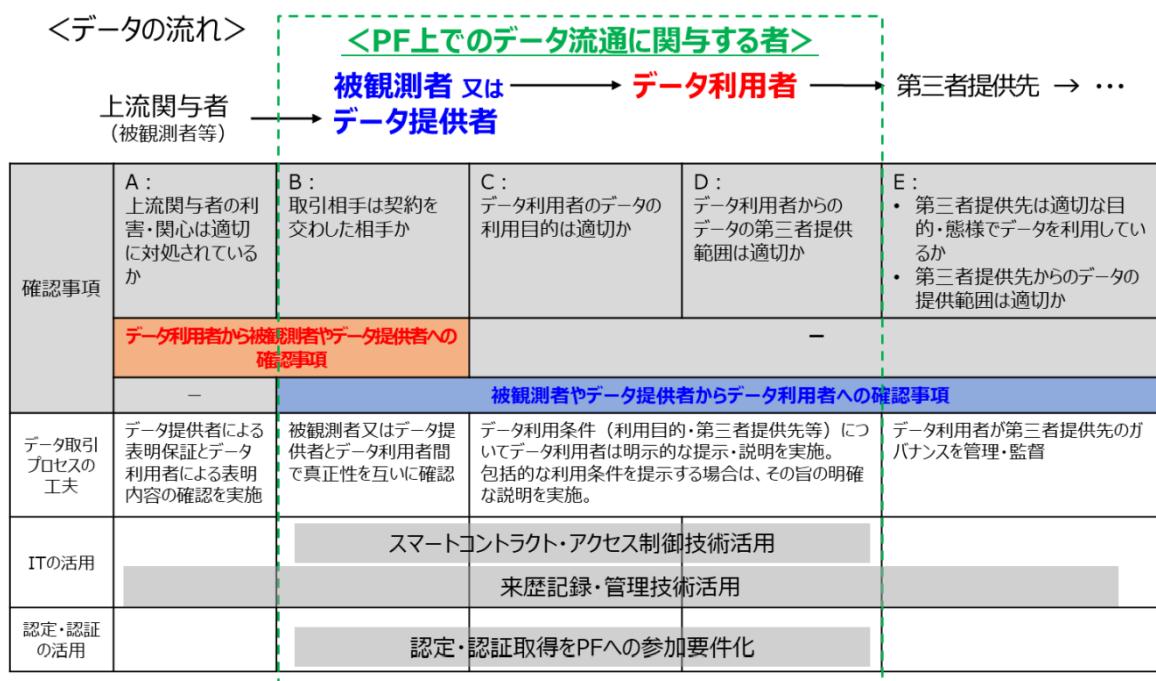 <データの流れ>
<PF上でのデータ流通に関与する者>
上流関与者
(被観測者等)
被観測者 又は
データ提供者
データ利用者
第三者提供先 → ・・・
確認事項
A:
上流関与者の利
害・関心は適切
に対処されている
か
B:
取引相手は契約を
交わした相手か
C:
データ利用者のデータの
利用目的は適切か
D:
データ利用者からの
データの第三者提供
範囲は適切か
E:
• 第三者提供先は適切な目
的・態様でデータを利用してい
るか
• 第三者提供先からのデータの
提供範囲は適切か
データ利用者から被観測者やデータ提供者への
確認事項
ー
ー
被観測者やデータ提供者からデータ利用者への確認事項
データ取引
プロセスの
工夫
データ提供者による
表明保証とデータ
利用者による表明
内容の確認を実施
被観測者又はデータ提
供者とデータ利用者間
で真正性を互いに確認
データ利用条件(利用目的・第三者提供先等)につ
いてデータ利用者は明示的な提示・説明を実施。
包括的な利用条件を提示する場合は、その旨の明確
な説明を実施。
データ利用者が第三者提供先のガ
バナンスを管理・監督
ITの活用
スマートコントラクト・アクセス制御技術活用
来歴記録・管理技術活用
認定・認証
の活用
認定・認証取得をPFへの参加要件化